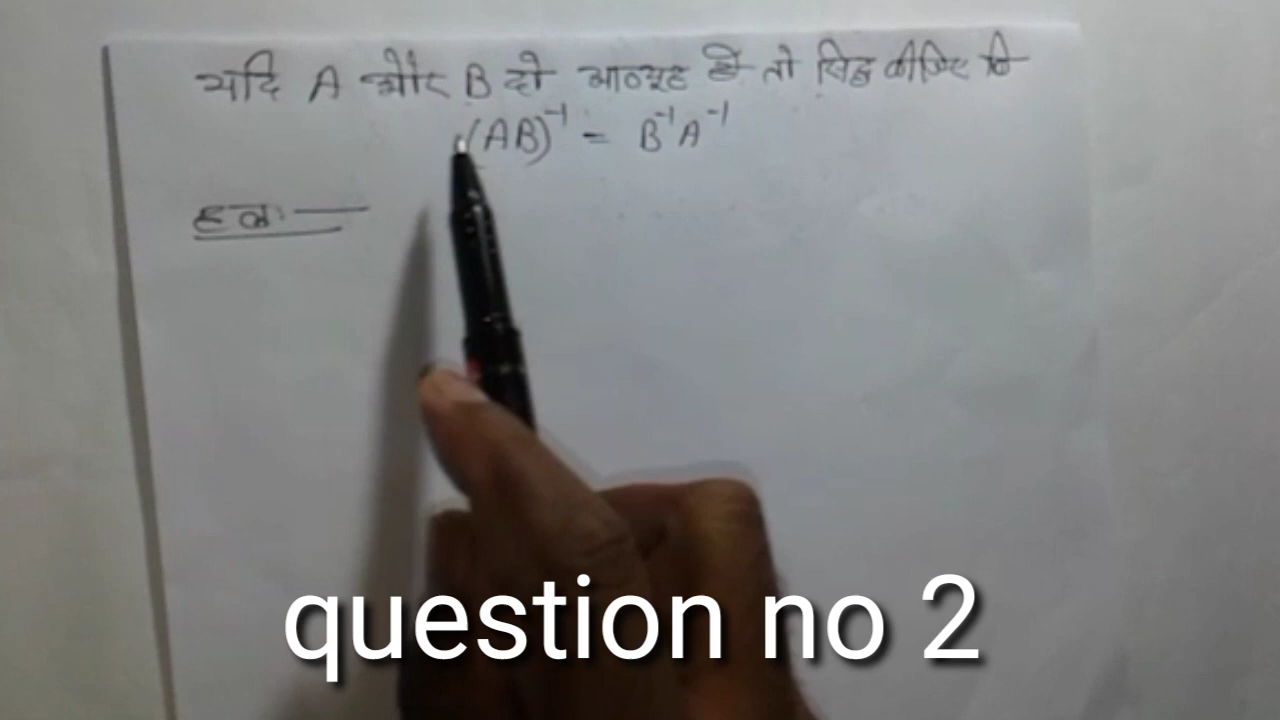 यदि A और B दो आव्यूह हो तो सिद्ध कीजिए कि
(AB)⁻¹ = B⁻¹A⁻¹
हल:—
question no 2